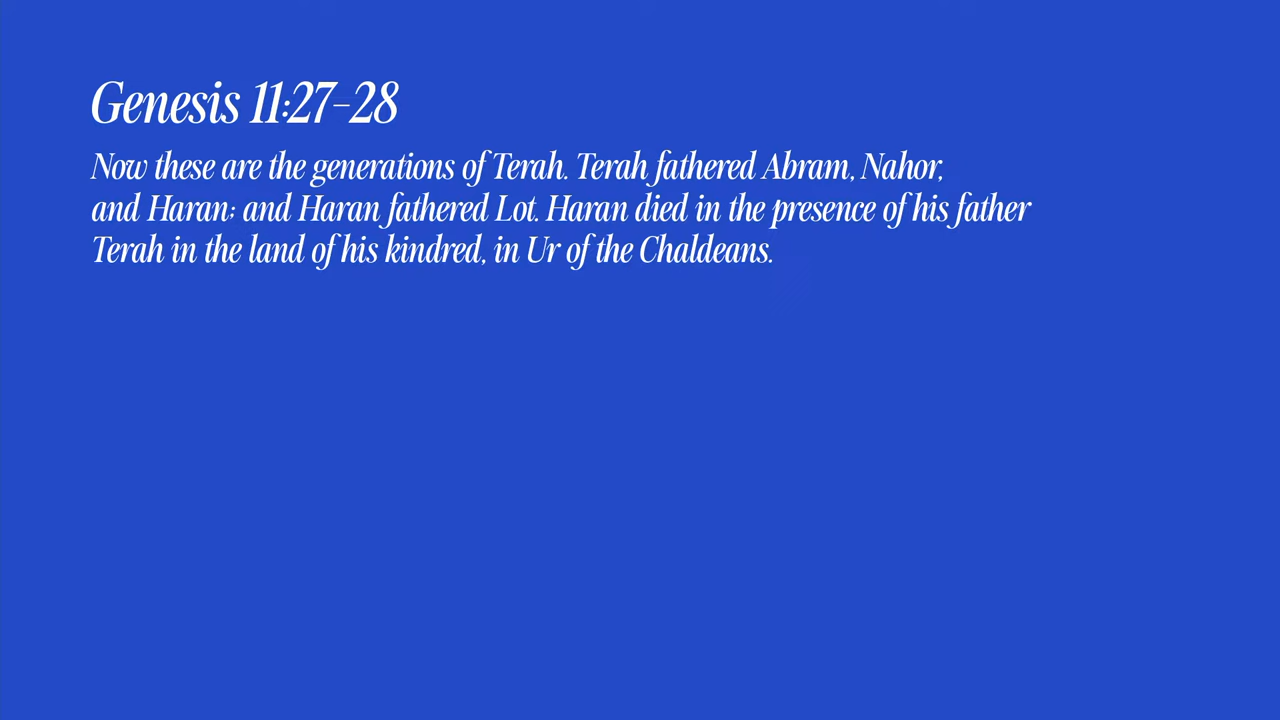 Genesis 11:27–28
Now these are the generations of Terah. Terah fathered Abram, Nahor,
and Haran; and Haran fathered Lot. Haran died in the presence of his father
Terah in the land of his kindred, in Ur of the Chaldeans.